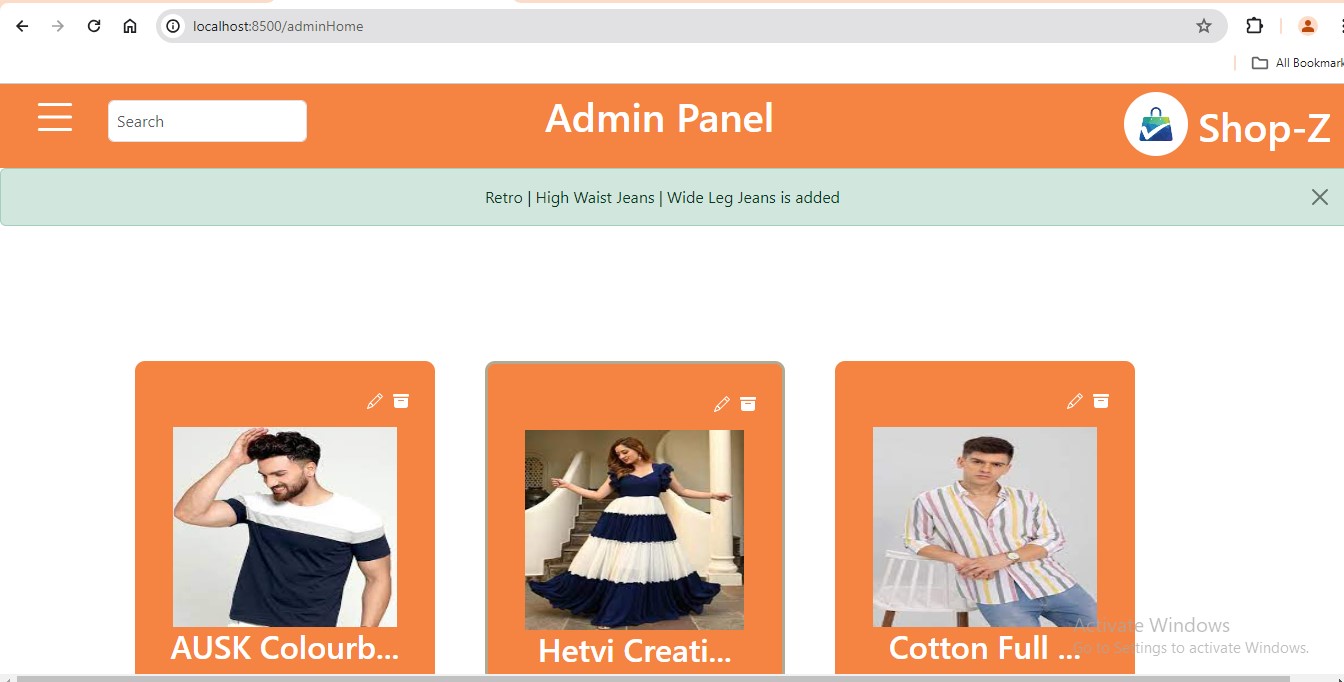 localhost:8500/adminHome
All Bookmark
Search
Admin Panel
Shop-Z
Retro | High Waist Jeans | Wide Leg Jeans is added
AUSK Colourb...
Hetvi Creati...
Cotton Full ...
Activate Windows
Go to Settings to activate Windows.